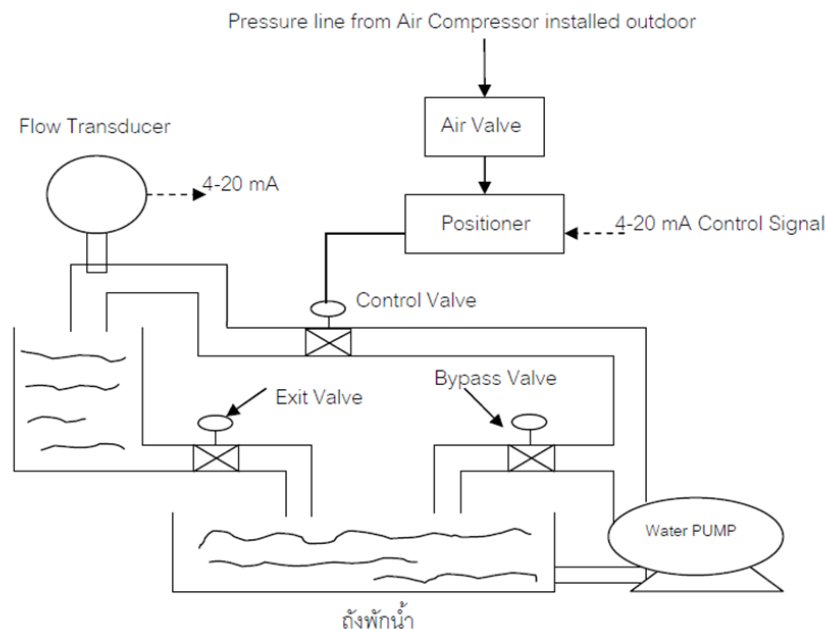 Pressure line from Air Compressor installed outdoor
Air Valve
Flow Transducer
4-20 mA
Positioner
4-20 mA Control Signal
Control Valve
Bypass Valve
Exit Valve
Water PUMP
ถังพักน้ำ